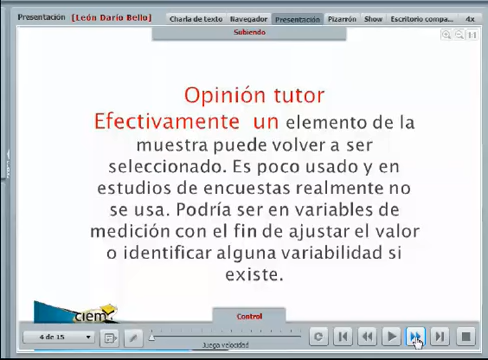 Presentación [León Darío Bello]
Charla de texto Navegador Presentación Pizarrón Show Escritorio compa... 4x
Subiendo
1:1
Opinión tutor
Efectivamente un elemento de la
muestra puede volver a ser
seleccionado. Es poco usado y en
estudios de encuestas realmente no
se usa. Podría ser en variables de
medición con el fin de ajustar el valor
o identificar alguna variabilidad si
existe.
ciem
Control
4 de 15
Juego velocidad